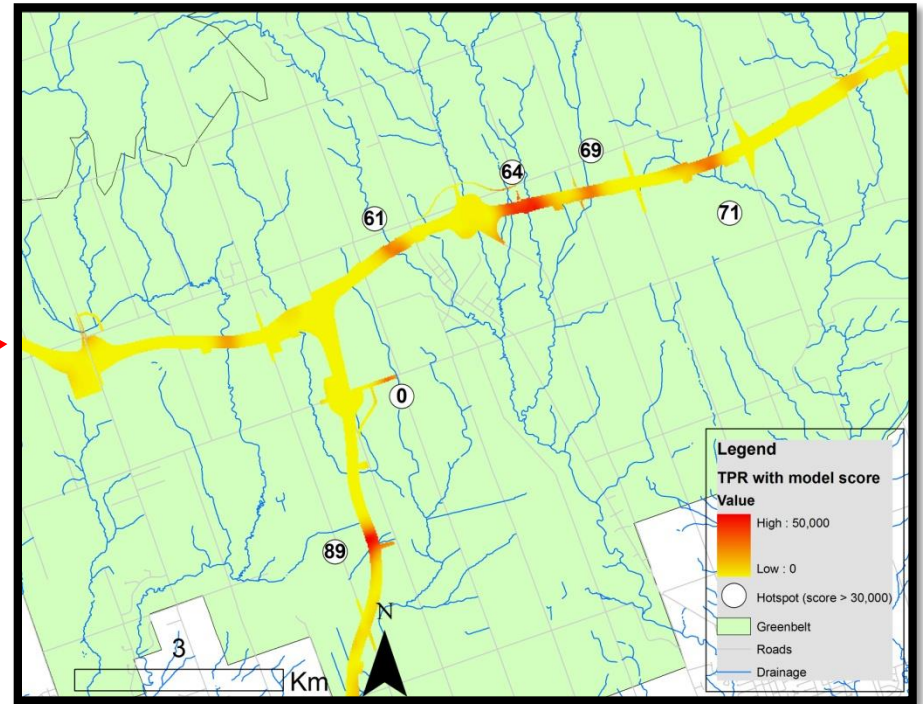 69
64
61
71
0
89
N
3
Km
Legend
TPR with model score
Value
High : 50,000
Low : 0
Hotspot (score > 30,000)
Greenbelt
Roads
Drainage